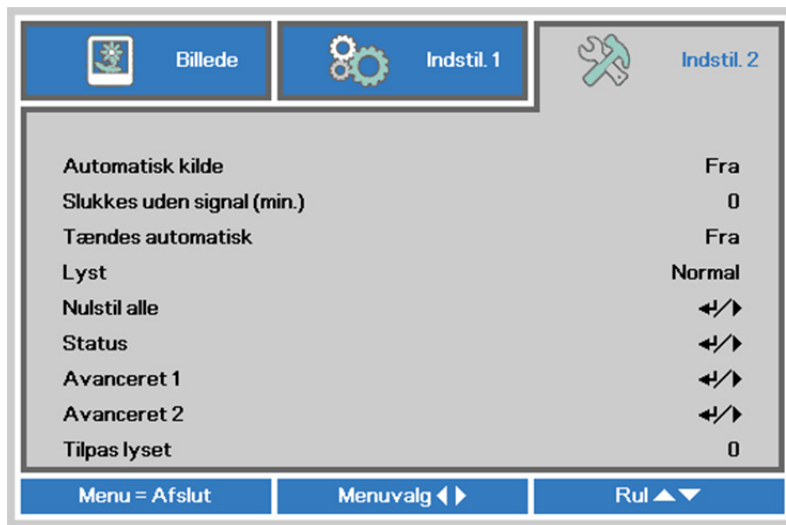 Billede Indstil. 1 Indstil. 2
Automatisk kilde Fra
Slukkes uden signal (min.) 0
Tændes automatisk Fra
Lyst Normal
Nulstil alle ↵/▶
Status ↵/▶
Avanceret 1 ↵/▶
Avanceret 2 ↵/▶
Tilpas lyset 0
Menu = Afslut Menuvalg ◀▶ Rul ▲▼